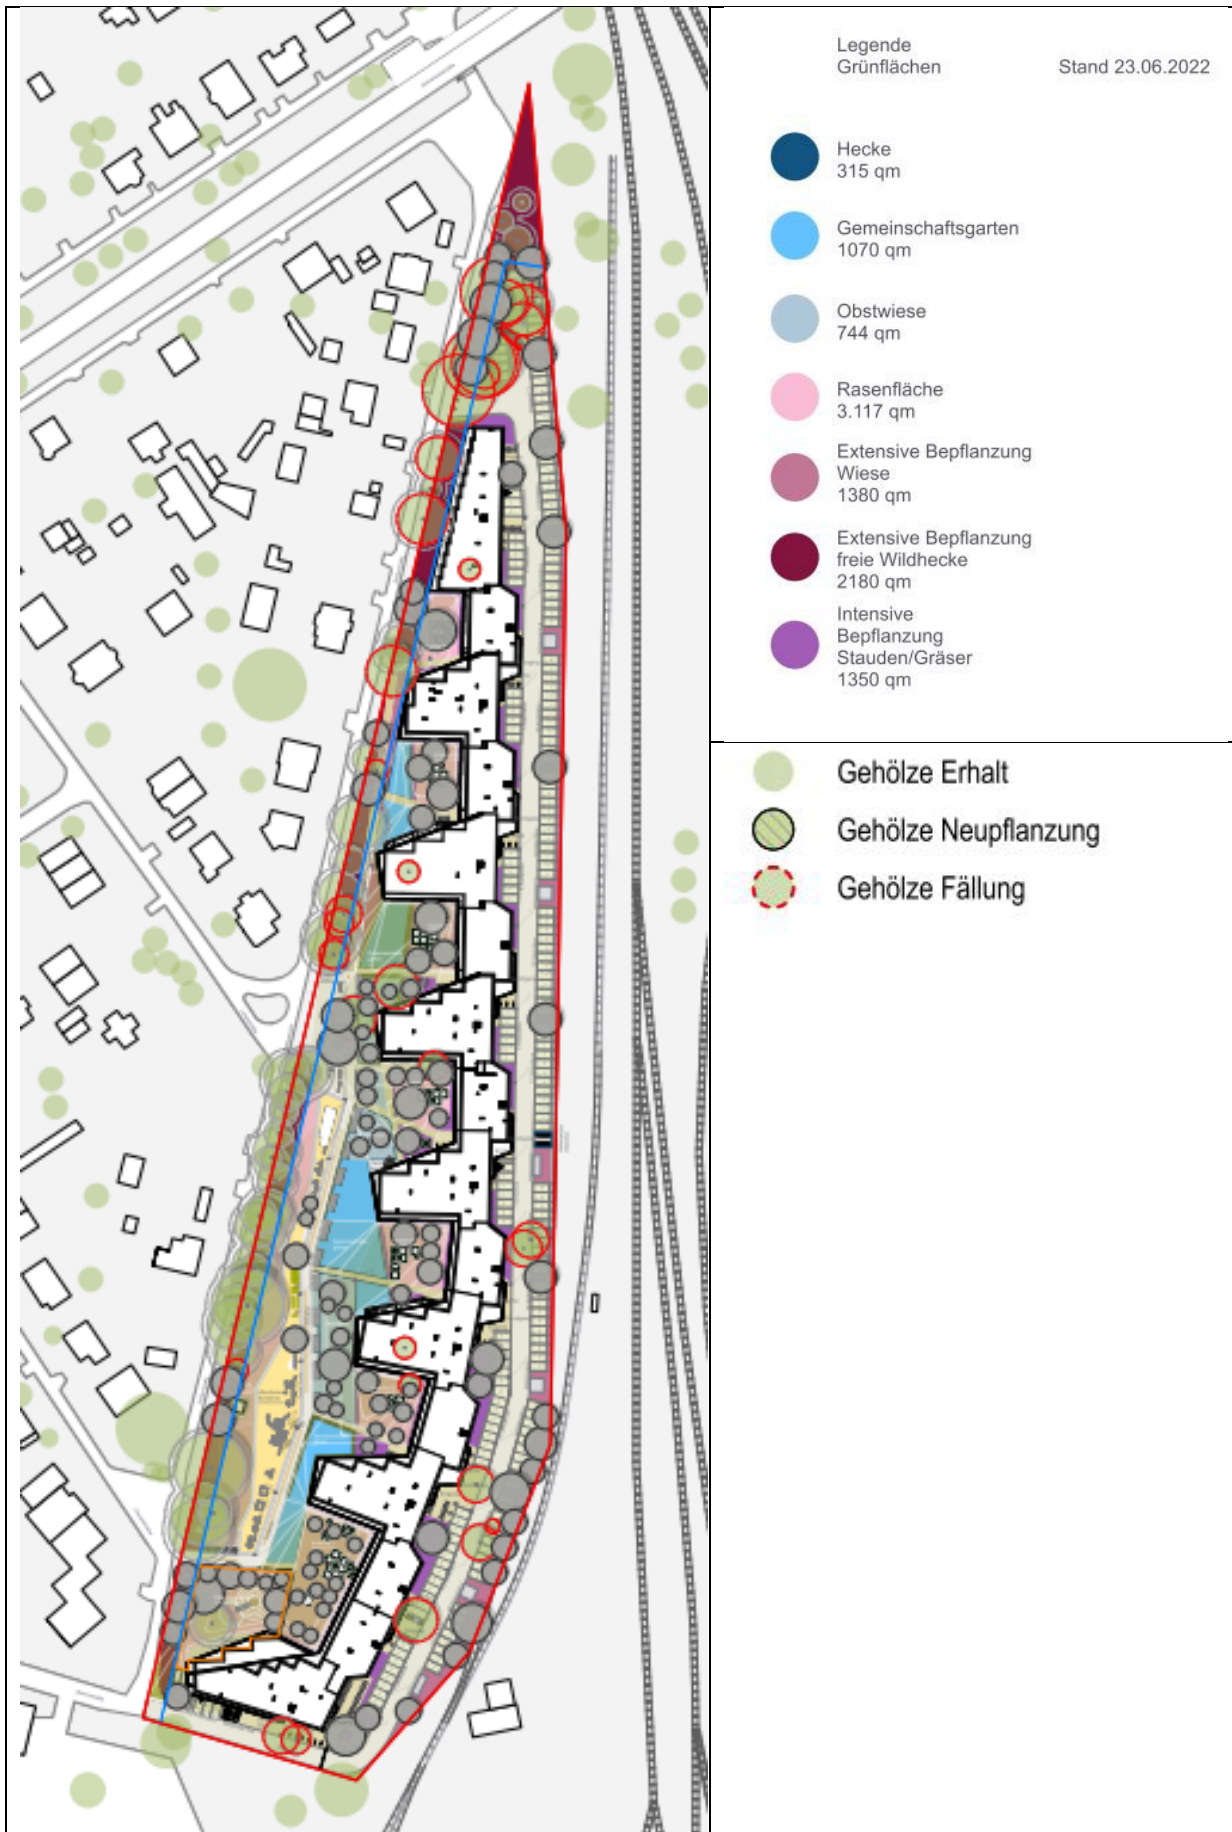 Legende
Grünflächen Stand 23.06.2022
Hecke
315 qm
Gemeinschaftsgarten
1070 qm
Obstwiese
744 qm
Rasenfläche
3.117 qm
Extensive Bepflanzung
Wiese
1380 qm
Extensive Bepflanzung
freie Wildhecke
2180 qm
Intensive
Bepflanzung
Stauden/Gräser
1350 qm
Gehölze Erhalt
Gehölze Neupflanzung
Gehölze Fällung